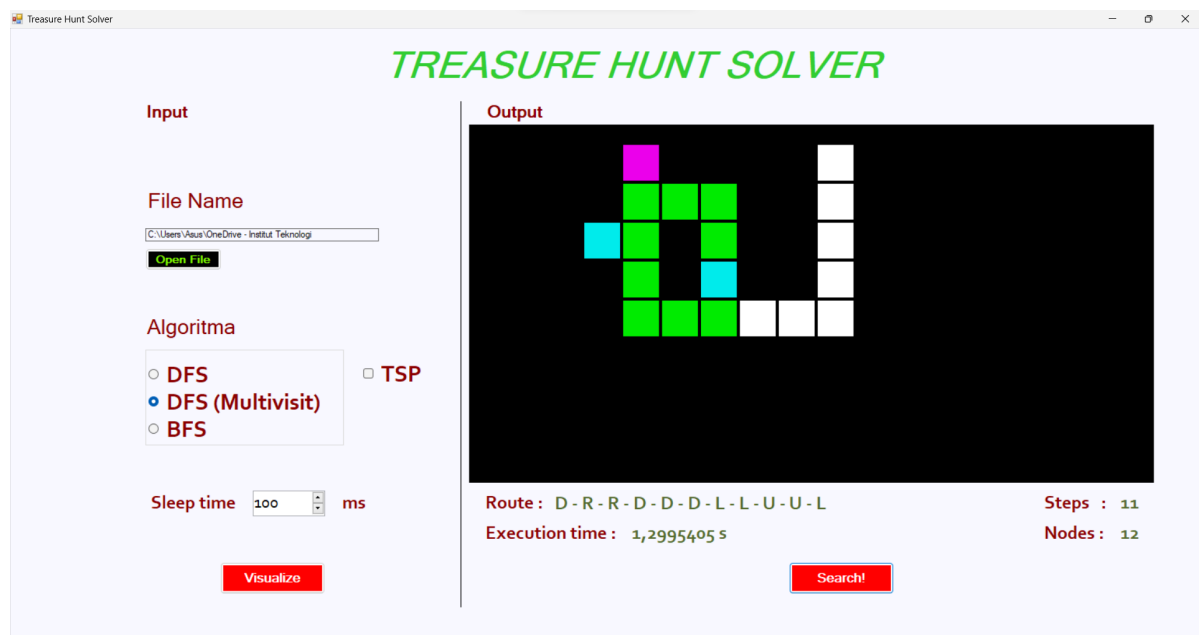 Treasure Hunt Solver
TREASURE HUNT SOLVER
Input
Output
File Name
C:\Users\Asus\OneDrive - Institut Teknologi
Open File
Algoritma
DFS
TSP
DFS (Multivisit)
BFS
Sleep time 100 ms
Route : D - R - R - D - D - D - L - L - U - U - L
Steps : 11
Execution time : 1,2995405 s
Nodes : 12
Visualize
Search!